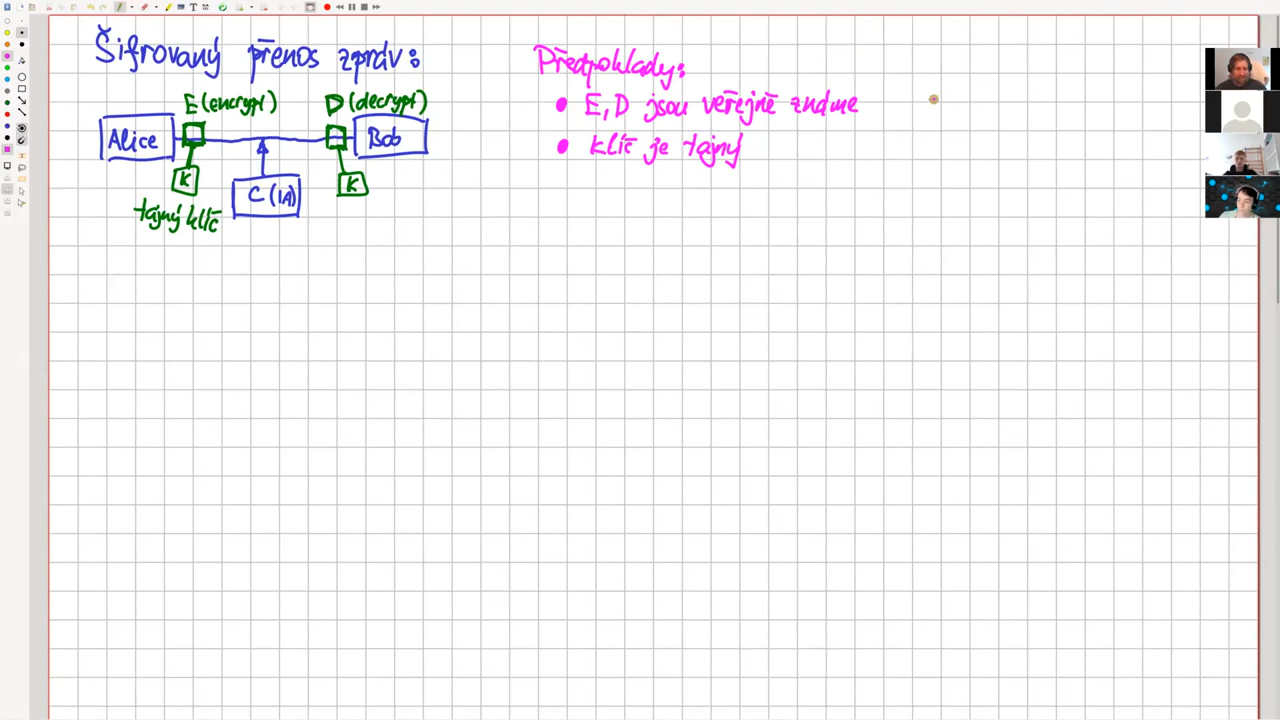 Šifrovaný přenos zpráv:
E (encrypt)
D (decrypt)
Alice
Bob
K
C (IA)
K
tajný klíč
Předpoklady:
• E, D jsou veřejně známe
• klíč je tajný